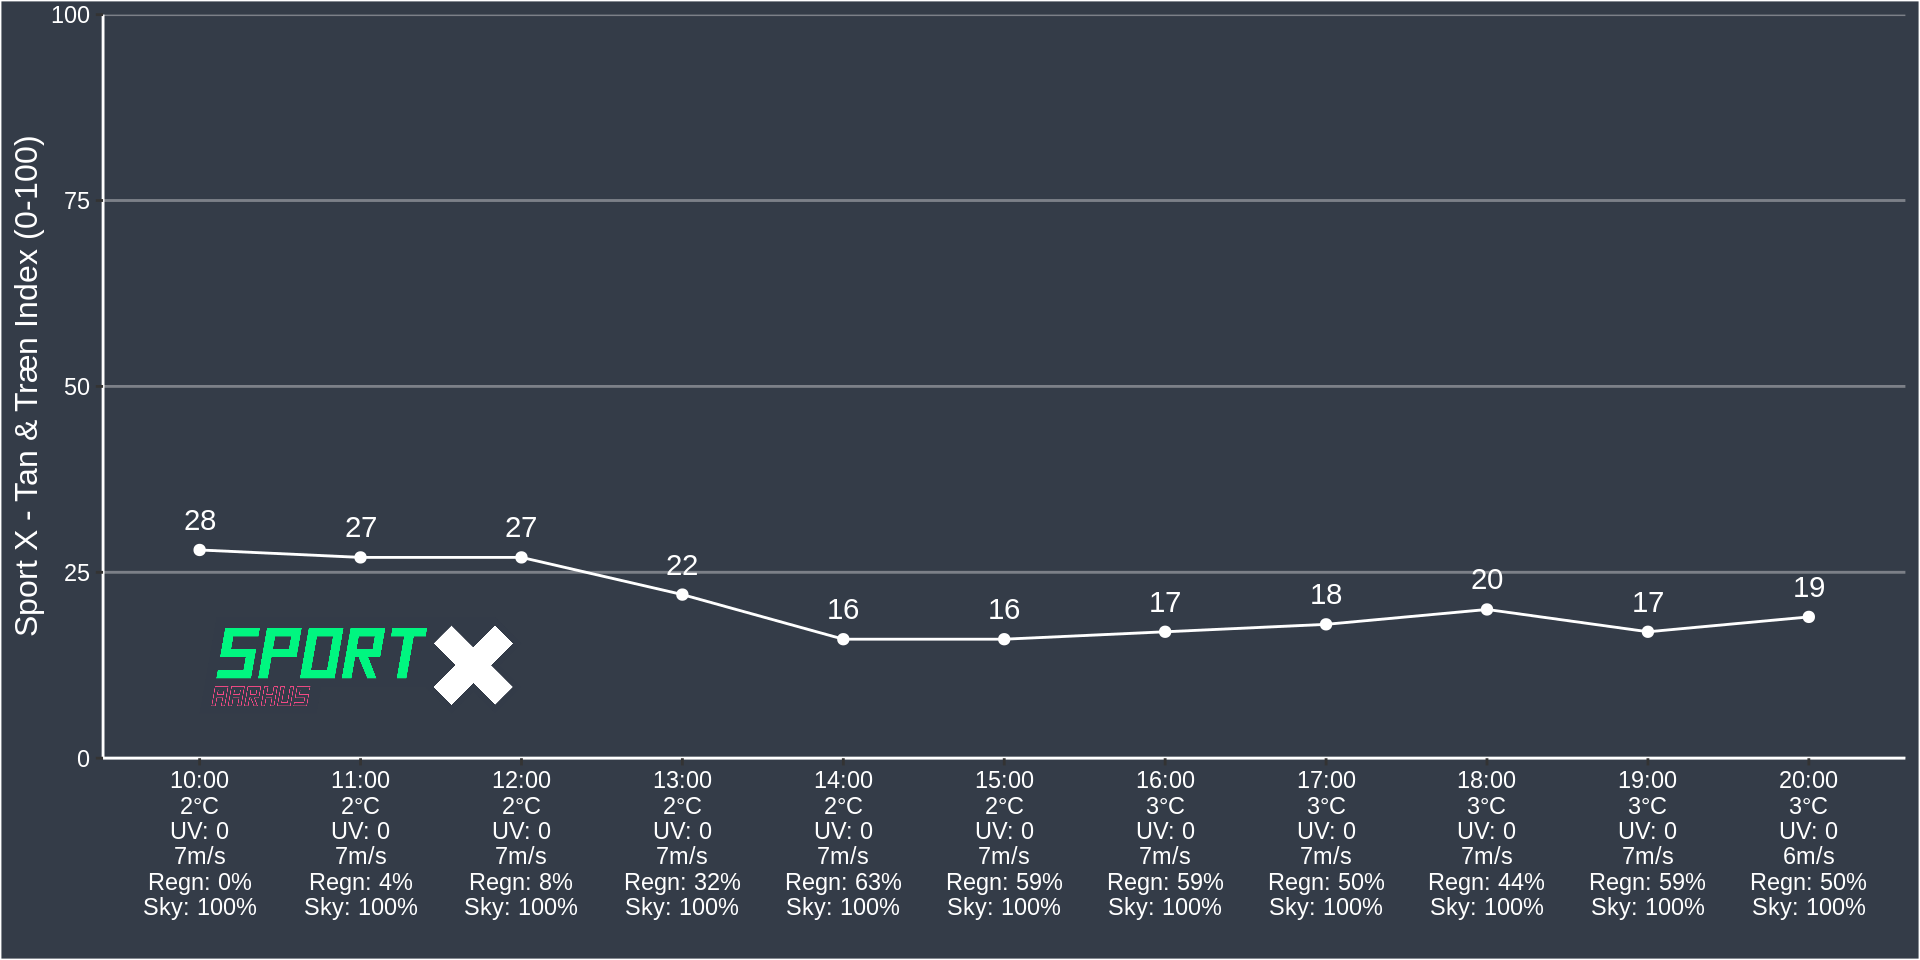 Sport X - Tan & Træn Index (0-100)
100
75
50
25
0
28
27
27
22
16
16
17
18
20
17
19
SPORT X
AARHUS
10:00 11:00 12:00 13:00 14:00 15:00 16:00 17:00 18:00 19:00 20:00
2°C 2°C 2°C 2°C 2°C 2°C 3°C 3°C 3°C 3°C 3°C
UV: 0 UV: 0 UV: 0 UV: 0 UV: 0 UV: 0 UV: 0 UV: 0 UV: 0 UV: 0 UV: 0
7m/s 7m/s 7m/s 7m/s 7m/s 7m/s 7m/s 7m/s 7m/s 7m/s 6m/s
Regn: 0% Regn: 4% Regn: 8% Regn: 32% Regn: 63% Regn: 59% Regn: 59% Regn: 50% Regn: 44% Regn: 59% Regn: 50%
Sky: 100% Sky: 100% Sky: 100% Sky: 100% Sky: 100% Sky: 100% Sky: 100% Sky: 100% Sky: 100% Sky: 100% Sky: 100%